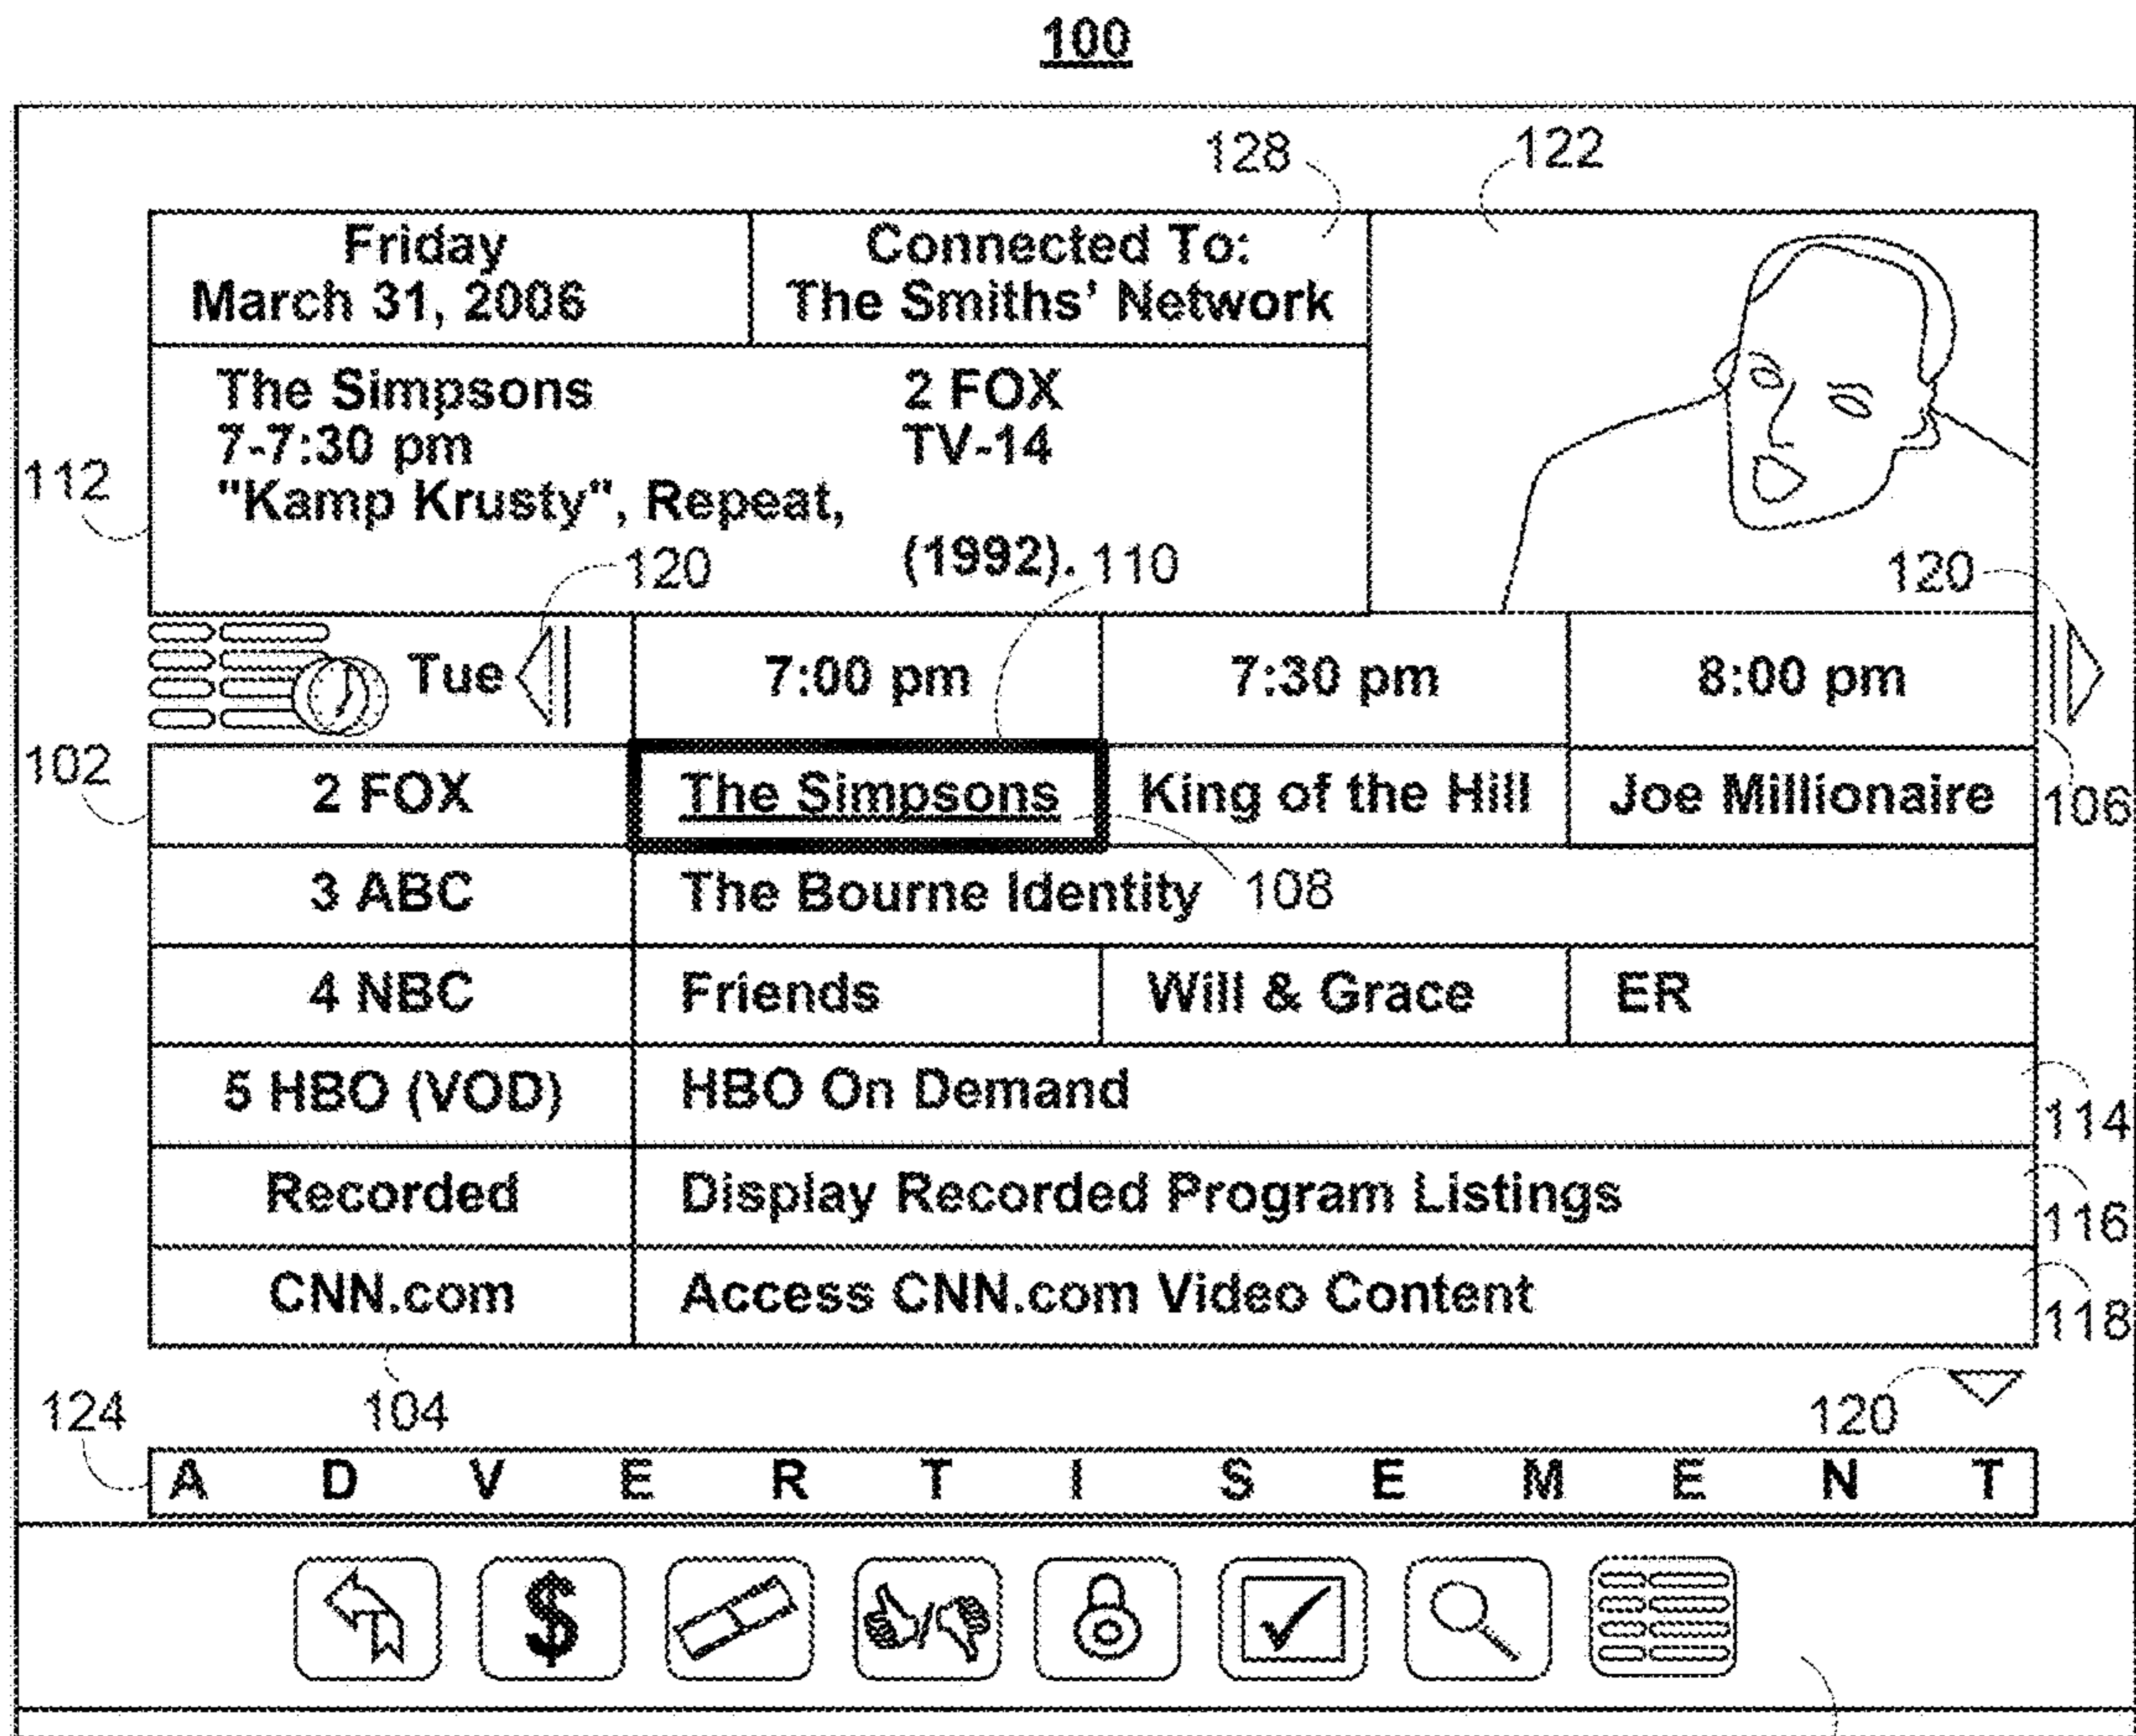 100
128
122
Friday
March 31, 2006
Connected To:
The Smiths' Network
The Simpsons
2 FOX
7-7:30 pm
TV-14
112
"Kamp Krusty", Repeat,
(1992).
120
110
120
Tue
7:00 pm
7:30 pm
8:00 pm
102
2 FOX
The Simpsons
King of the Hill
Joe Millionaire
106
3 ABC
The Bourne Identity
108
4 NBC
Friends
Will & Grace
ER
5 HBO (VOD)
HBO On Demand
114
Recorded
Display Recorded Program Listings
116
CNN.com
Access CNN.com Video Content
118
124
104
120
A D V E R T I S E M E N T
$